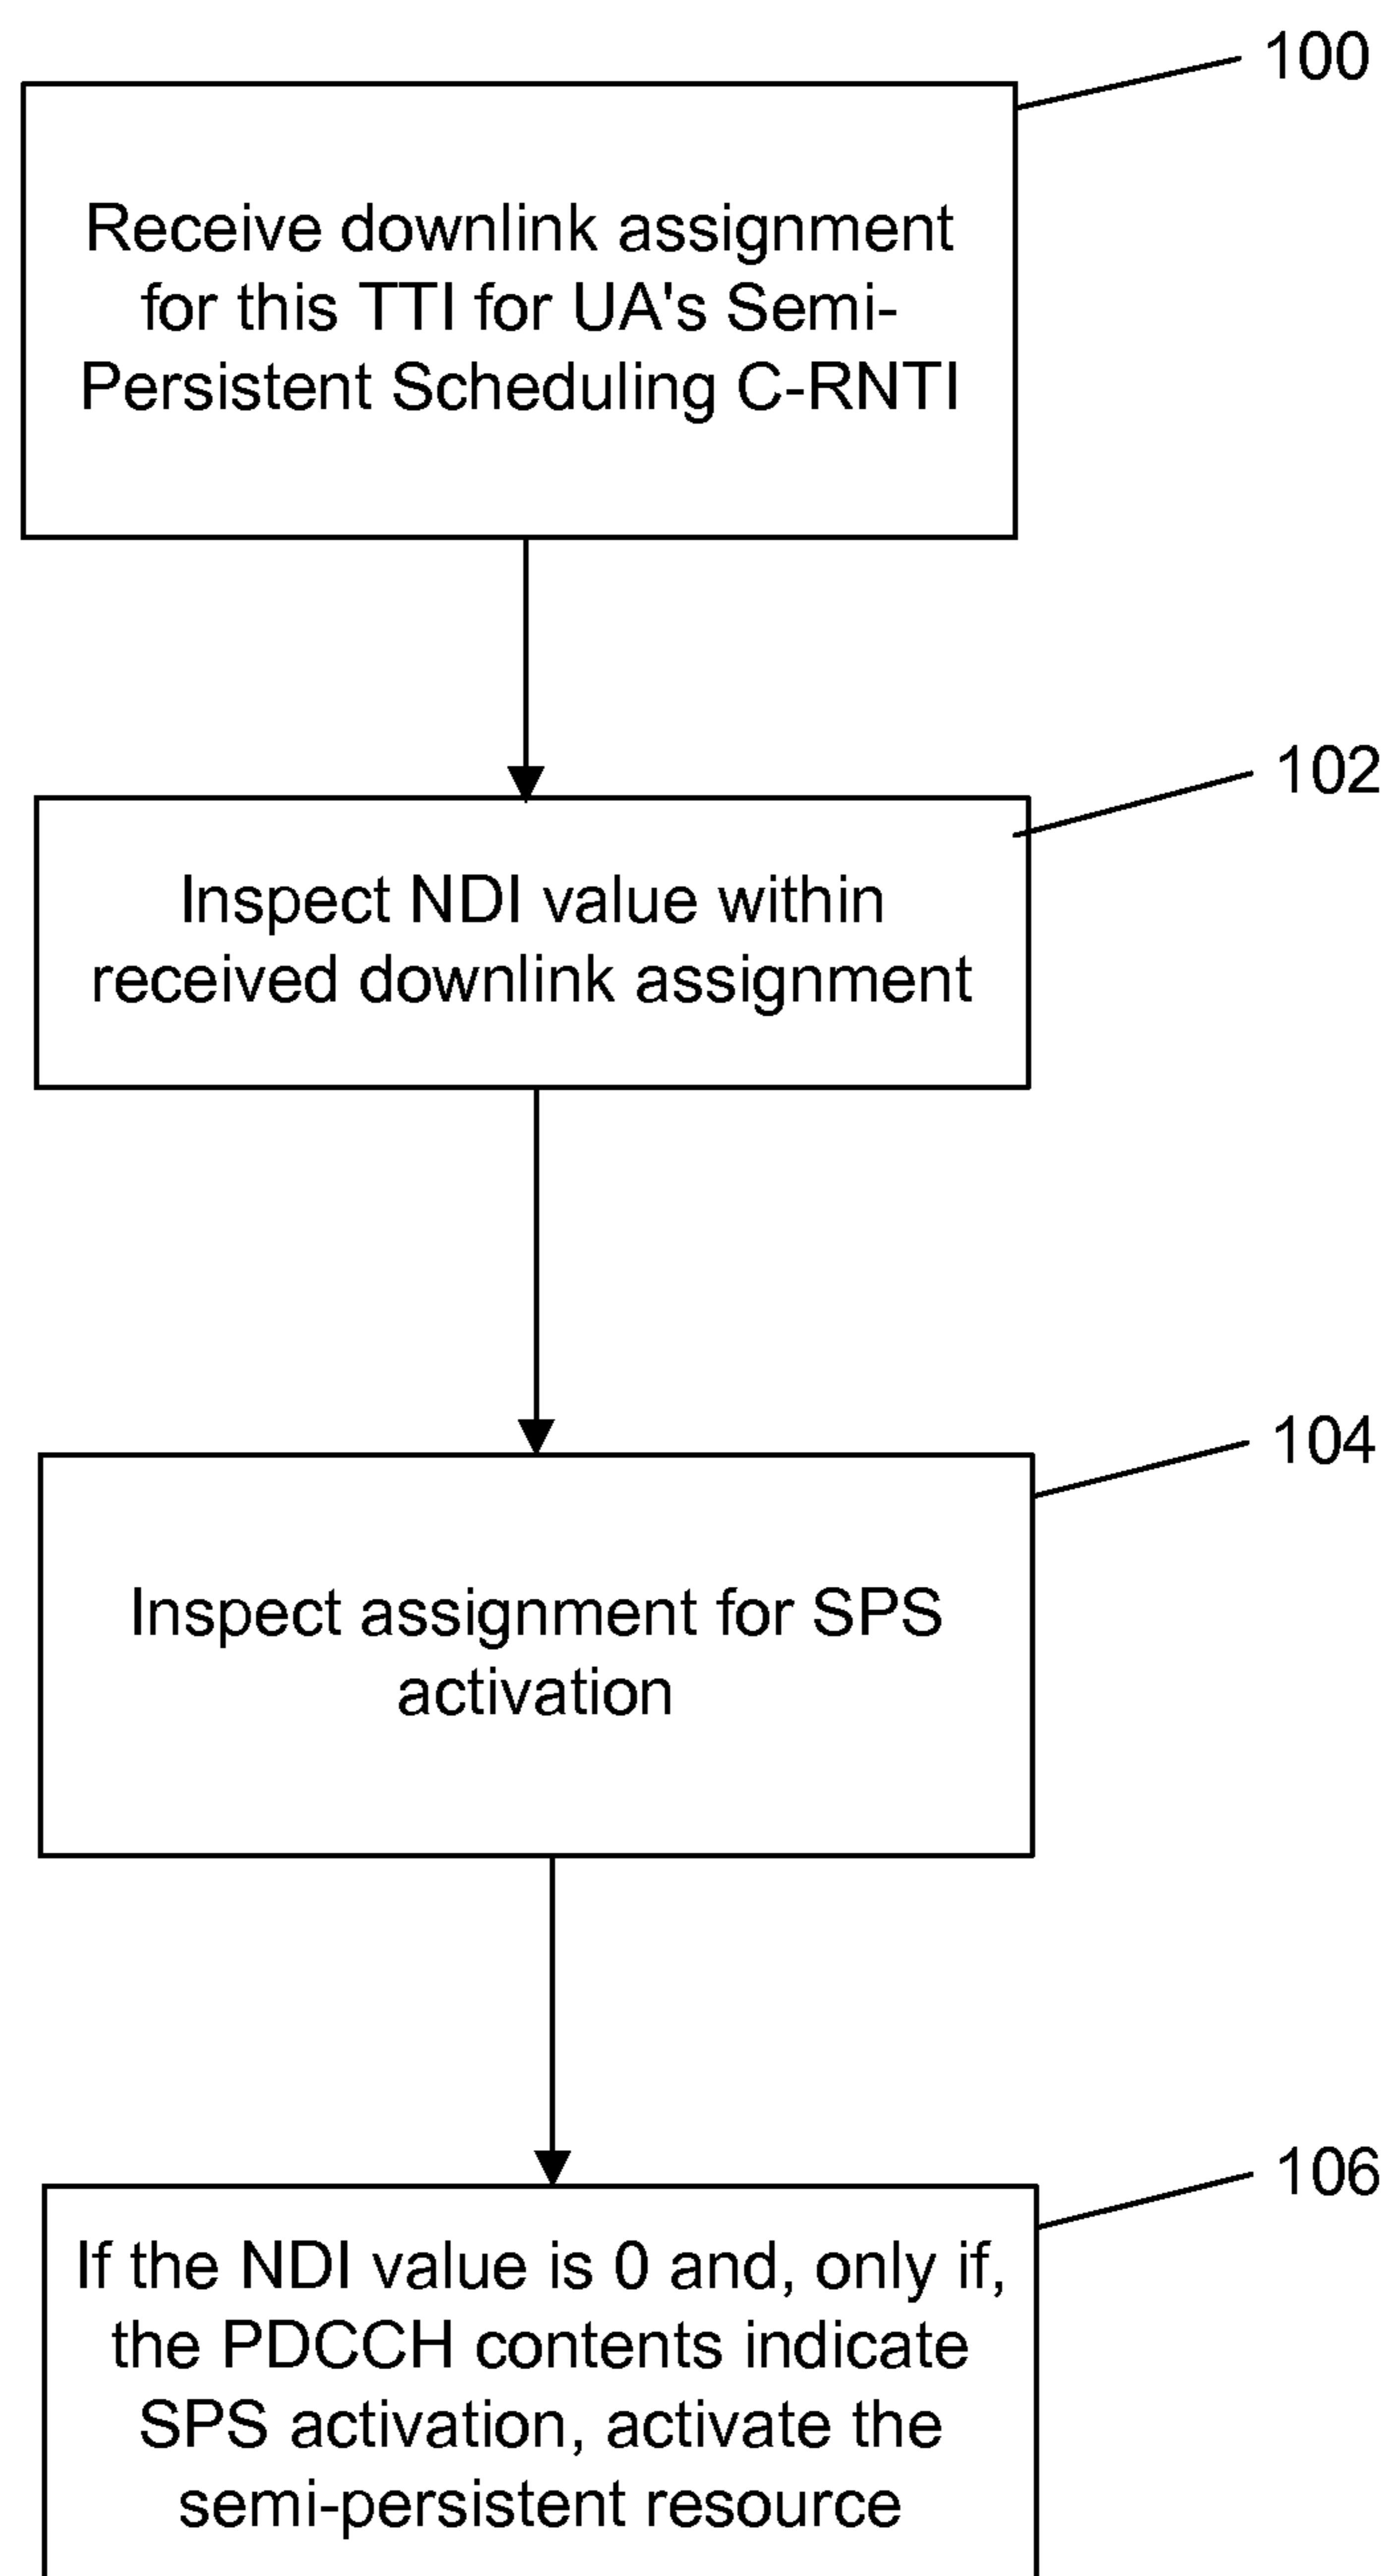 100
Receive downlink assignment
for this TTI for UA's Semi-
Persistent Scheduling C-RNTI
102
Inspect NDI value within
received downlink assignment
104
Inspect assignment for SPS
activation
106
If the NDI value is 0 and, only if,
the PDCCH contents indicate
SPS activation, activate the
semi-persistent resource